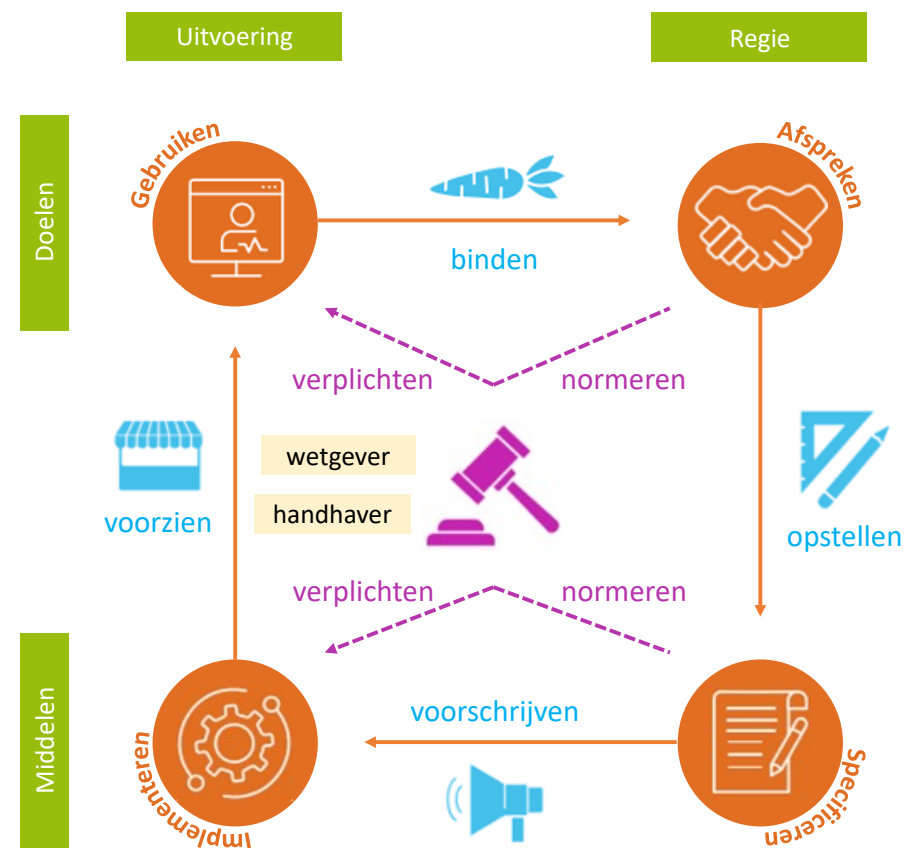 Uitvoering
Regie
Doelen
Gebruiken
Afspreken
binden
verplichten
normeren
wetgever
handhaver
voorzien
opstellen
verplichten
normeren
Middelen
voorschrijven
Implementeren
Specificeren